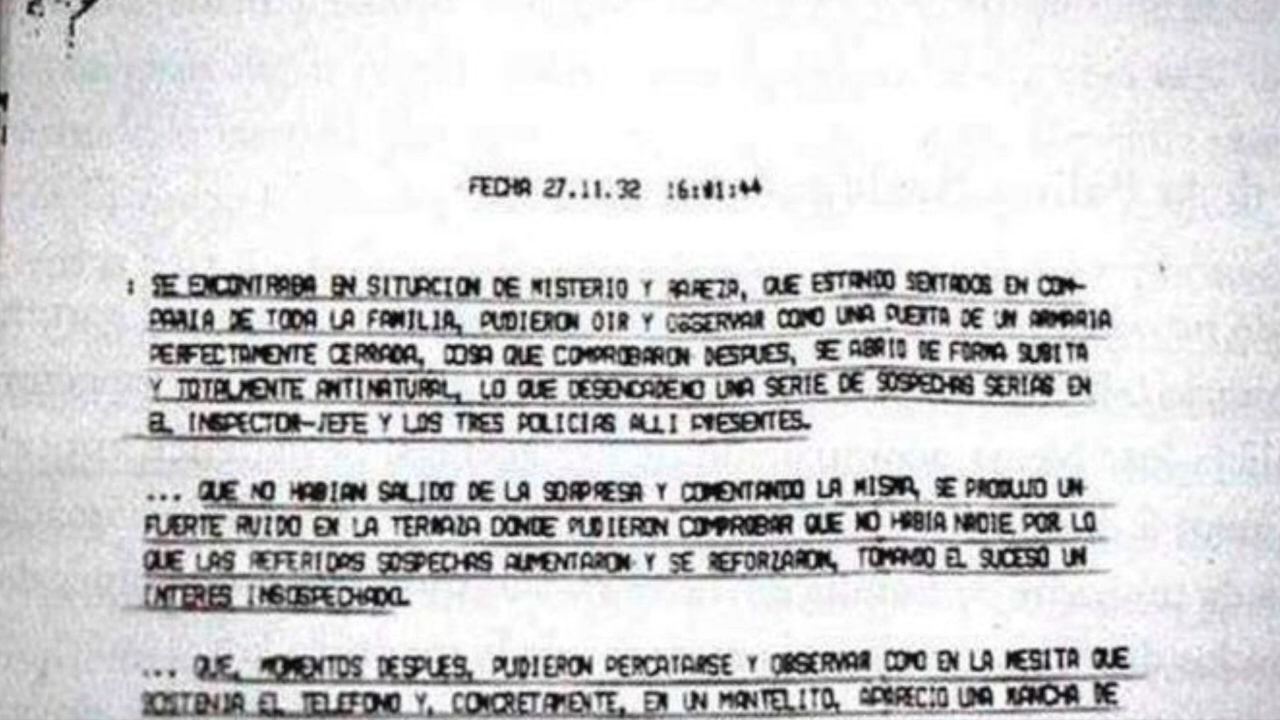 FECHA 27.11.32 16:01:44
: SE ENCONTRABA EN SITUACION DE MISTERIO Y RAREZA, QUE ESTANDO SENTADOS EN COM-
PAÑIA DE TODA LA FAMILIA, PUDIERON OIR Y OBSERVAR COMO UNA PUERTA DE UN ARMARIA
PERFECTAMENTE CERRADA, COSA QUE COMPROBARON DESPUES, SE ABRIO DE FORMA SUBITA
Y TOTALMENTE ANTINATURAL, LO QUE DESENCADENO UNA SERIE DE SOSPECHAS SERIAS EN
EL INSPECTOR-JEFE Y LOS TRES POLICIAS ALLI PRESENTES.
... QUE NO HABIAN SALIDO DE LA SORPRESA Y COMENTANDO LA MISMA, SE PRODUJO UN
FUERTE RUIDO EN LA TERRAZA DONDE PUDIERON COMPROBAR QUE NO HABIA NADIE POR LO
QUE LAS REFERIDAS SOSPECHAS AUMENTARON Y SE REFORZARON, TOMANDO EL SUCESO UN
INTERES INSOSPECHADO.
... QUE, MOMENTOS DESPUES, PUDIERON PERCATARSE Y OBSERVAR COMO EN LA MESITA QUE
SOSTENIA EL TELEFONO Y, CONCRETAMENTE, EN UN MANTELITO, APARECIO UNA MANCHA DE